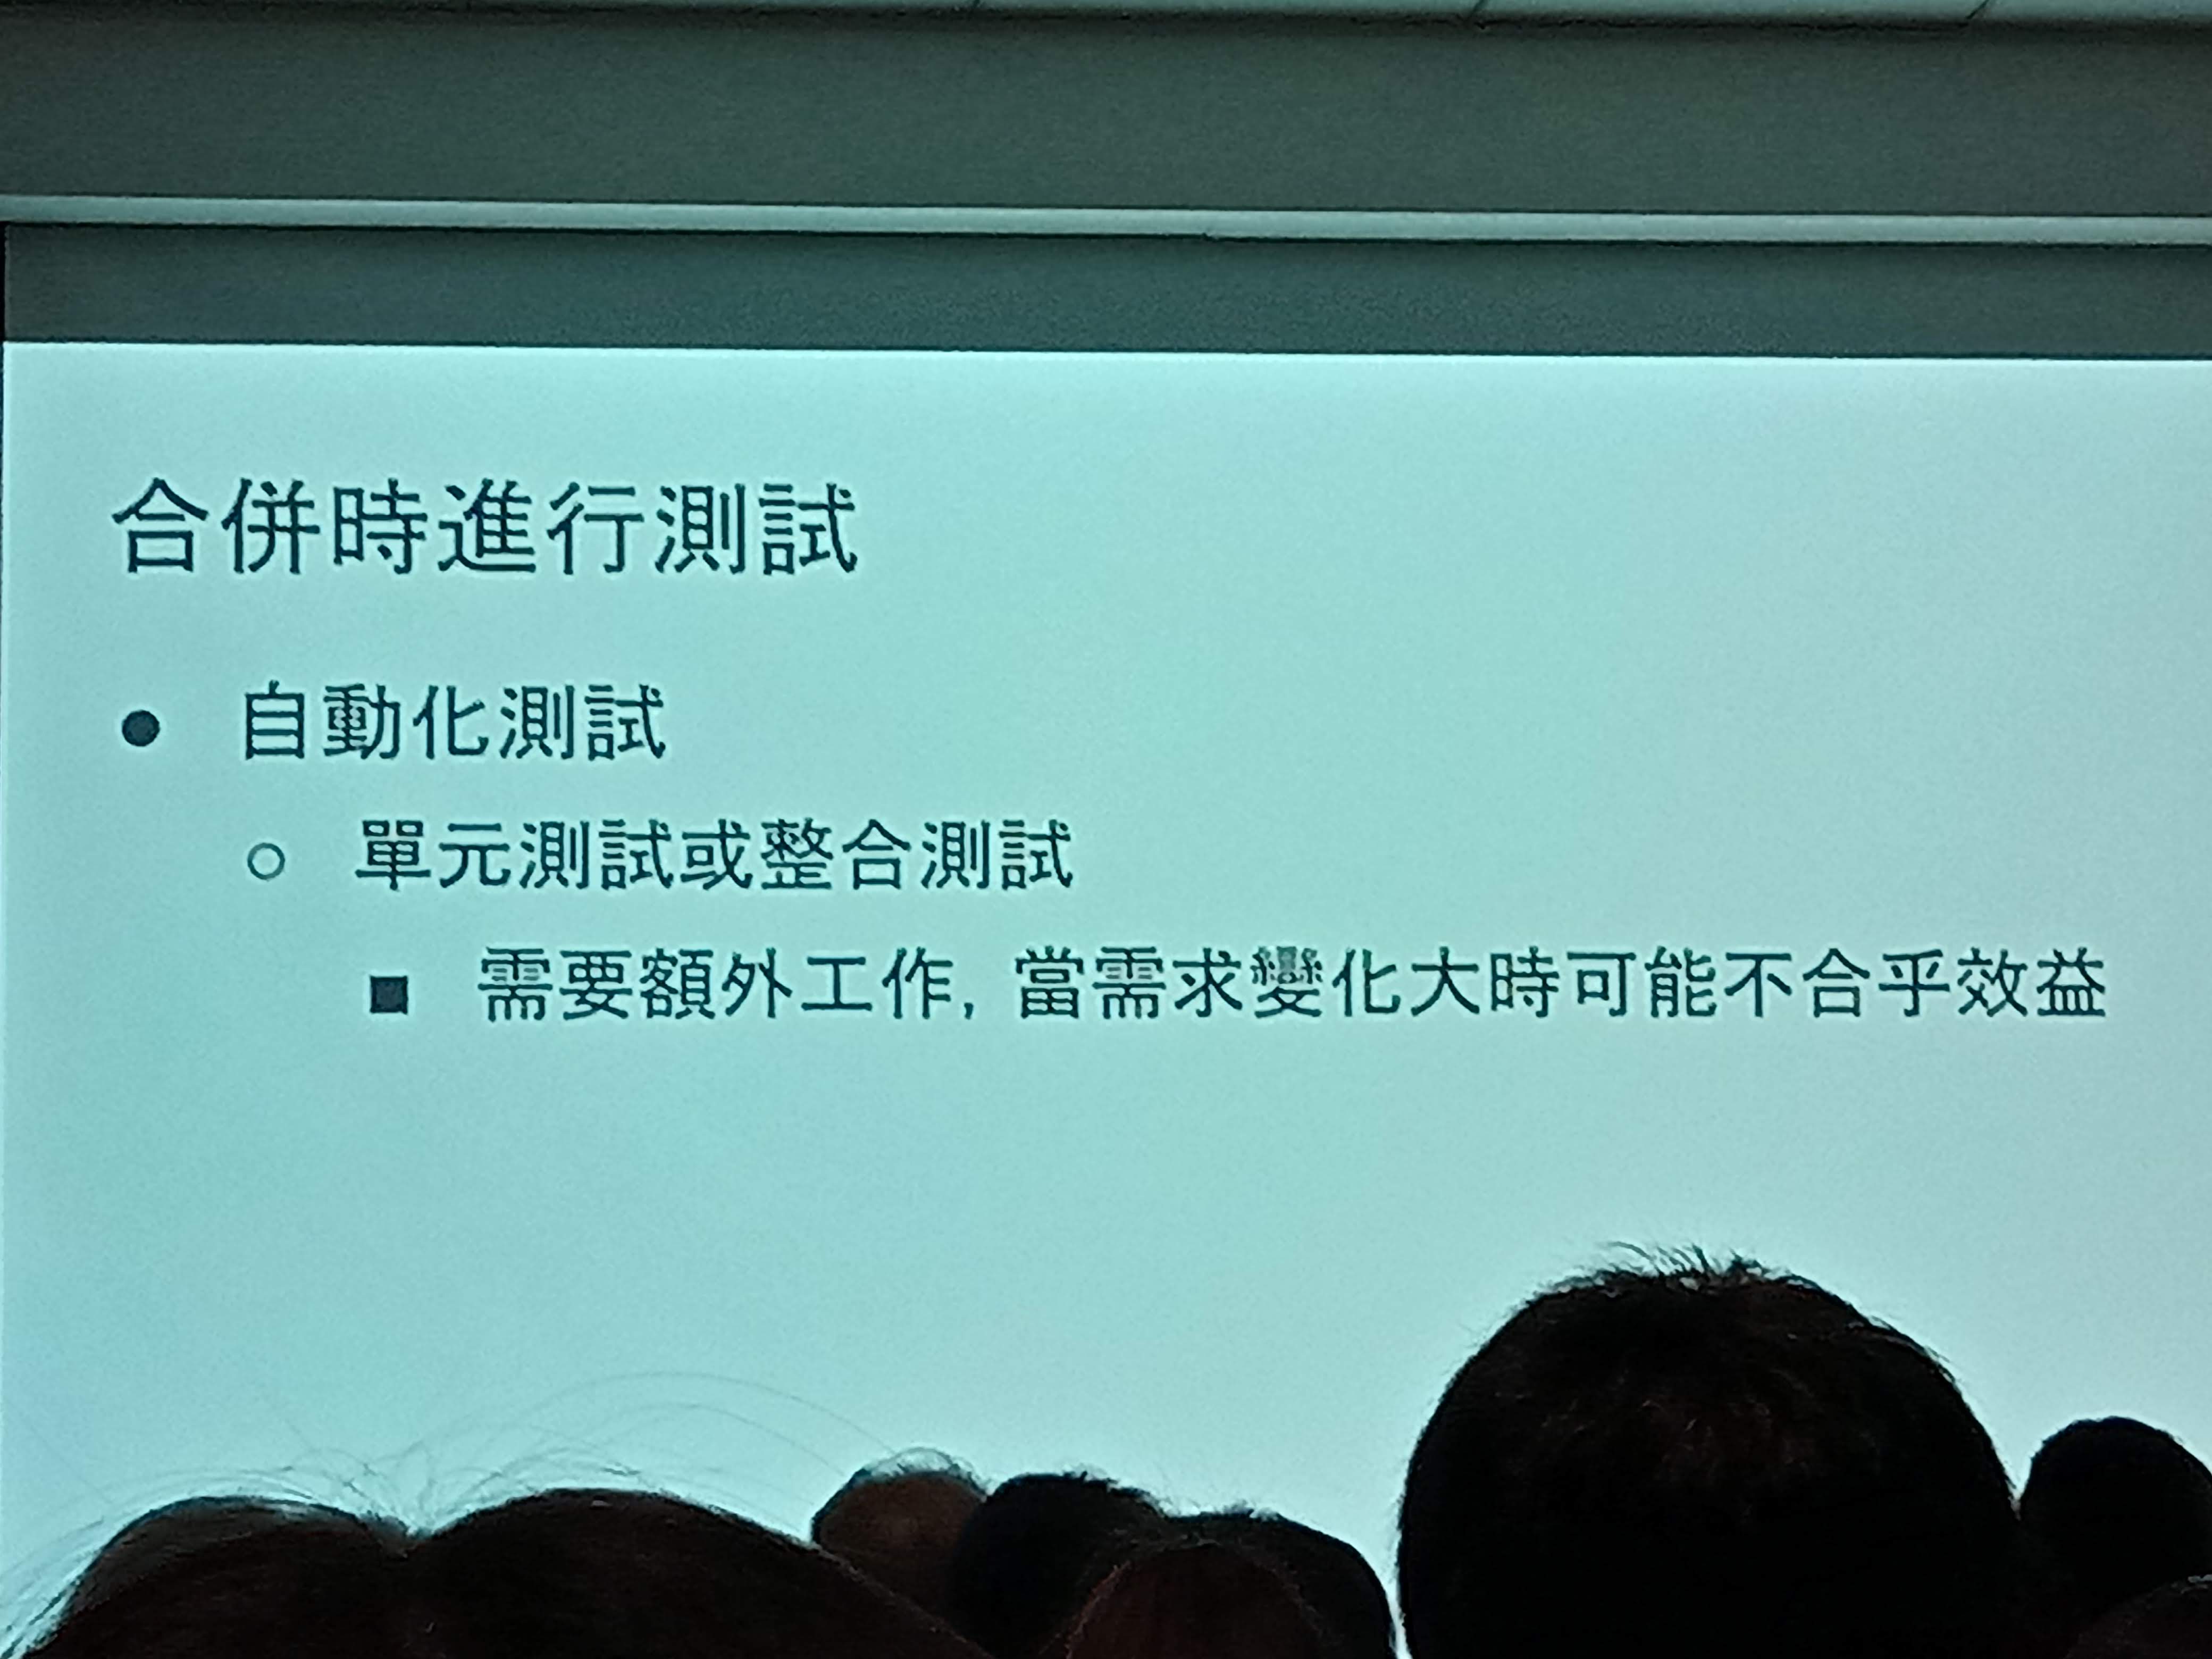 合併時進行測試
● 自動化測試
○ 單元測試或整合測試
■ 需要額外工作, 當需求變化大時可能不合乎效益